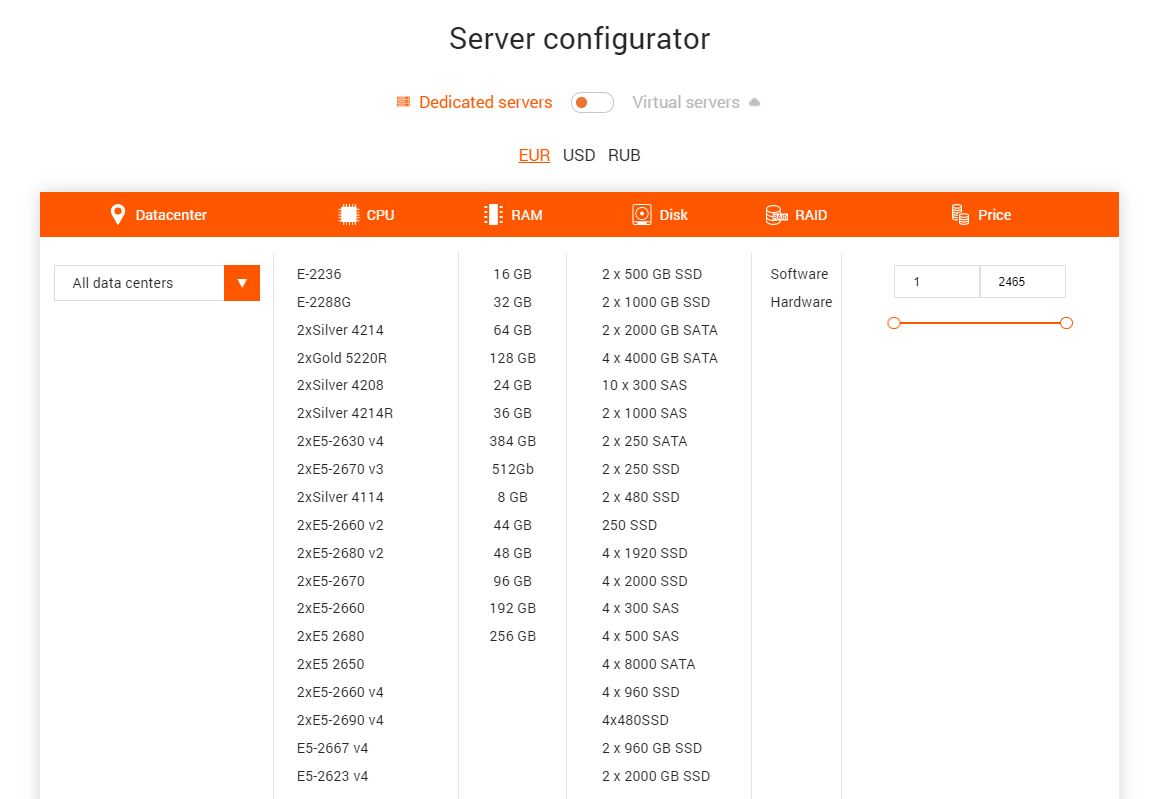 Server configurator
Dedicated servers Virtual servers
EUR USD RUB
Datacenter CPU RAM Disk RAID Price
All data centers ▼
E-2236 16 GB 2 x 500 GB SSD Software 1 2465
E-2288G 32 GB 2 x 1000 GB SSD Hardware
2xSilver 4214 64 GB 2 x 2000 GB SATA
2xGold 5220R 128 GB 4 x 4000 GB SATA
2xSilver 4208 24 GB 10 x 300 SAS
2xSilver 4214R 36 GB 2 x 1000 SAS
2xE5-2630 v4 384 GB 2 x 250 SATA
2xE5-2670 v3 512Gb 2 x 250 SSD
2xSilver 4114 8 GB 2 x 480 SSD
2xE5-2660 v2 44 GB 250 SSD
2xE5-2680 v2 48 GB 4 x 1920 SSD
2xE5-2670 96 GB 4 x 2000 SSD
2xE5-2660 192 GB 4 x 300 SAS
2xE5 2680 256 GB 4 x 500 SAS
2xE5 2650 4 x 8000 SATA
2xE5-2660 v4 4 x 960 SSD
2xE5-2690 v4 4x480SSD
E5-2667 v4 2 x 960 GB SSD
E5-2623 v4 2 x 2000 GB SSD